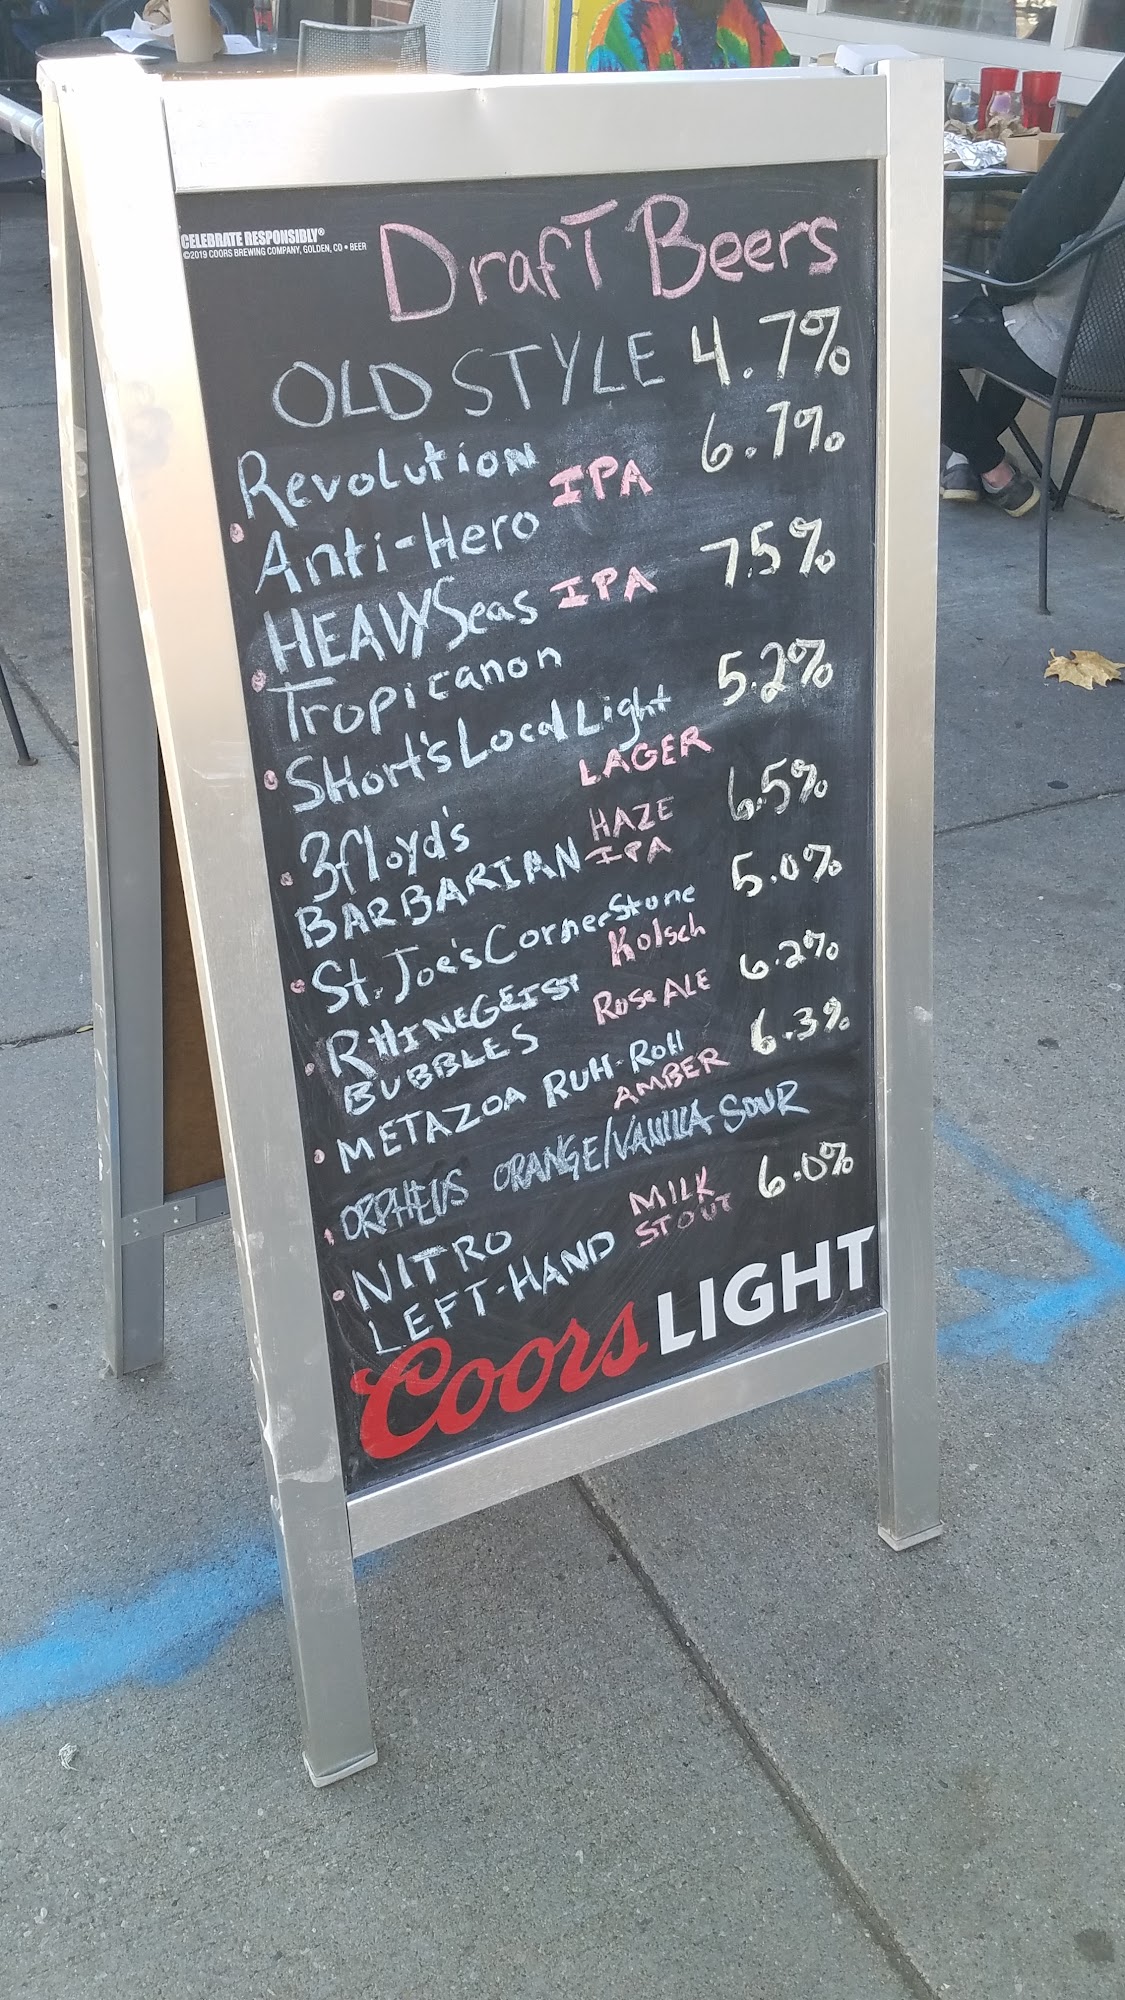 CELEBRATE RESPONSIBLY®
©2019 COORS BREWING COMPANY, GOLDEN, CO • BEER
Draft Beers
OLD STYLE 4.7%
Revolution 6.7%
• Anti-Hero IPA
HEAVY Seas IPA 7.5%
• Tropicanon
• SHort's Local Light 5.2%
LAGER
• 3floyd's HAZE 6.5%
BARBARIAN IPA
• St. Joe's CornerStone 5.0%
Kolsch
• RHINEGEIST 6.2%
BUBBLES Rose ALE
• METAZOA RUH-ROH 6.3%
AMBER
• ORPHEUS ORANGE/VANILLA SOUR
• NITRO MILK 6.0%
LEFT-HAND STOUT
Coors LIGHT